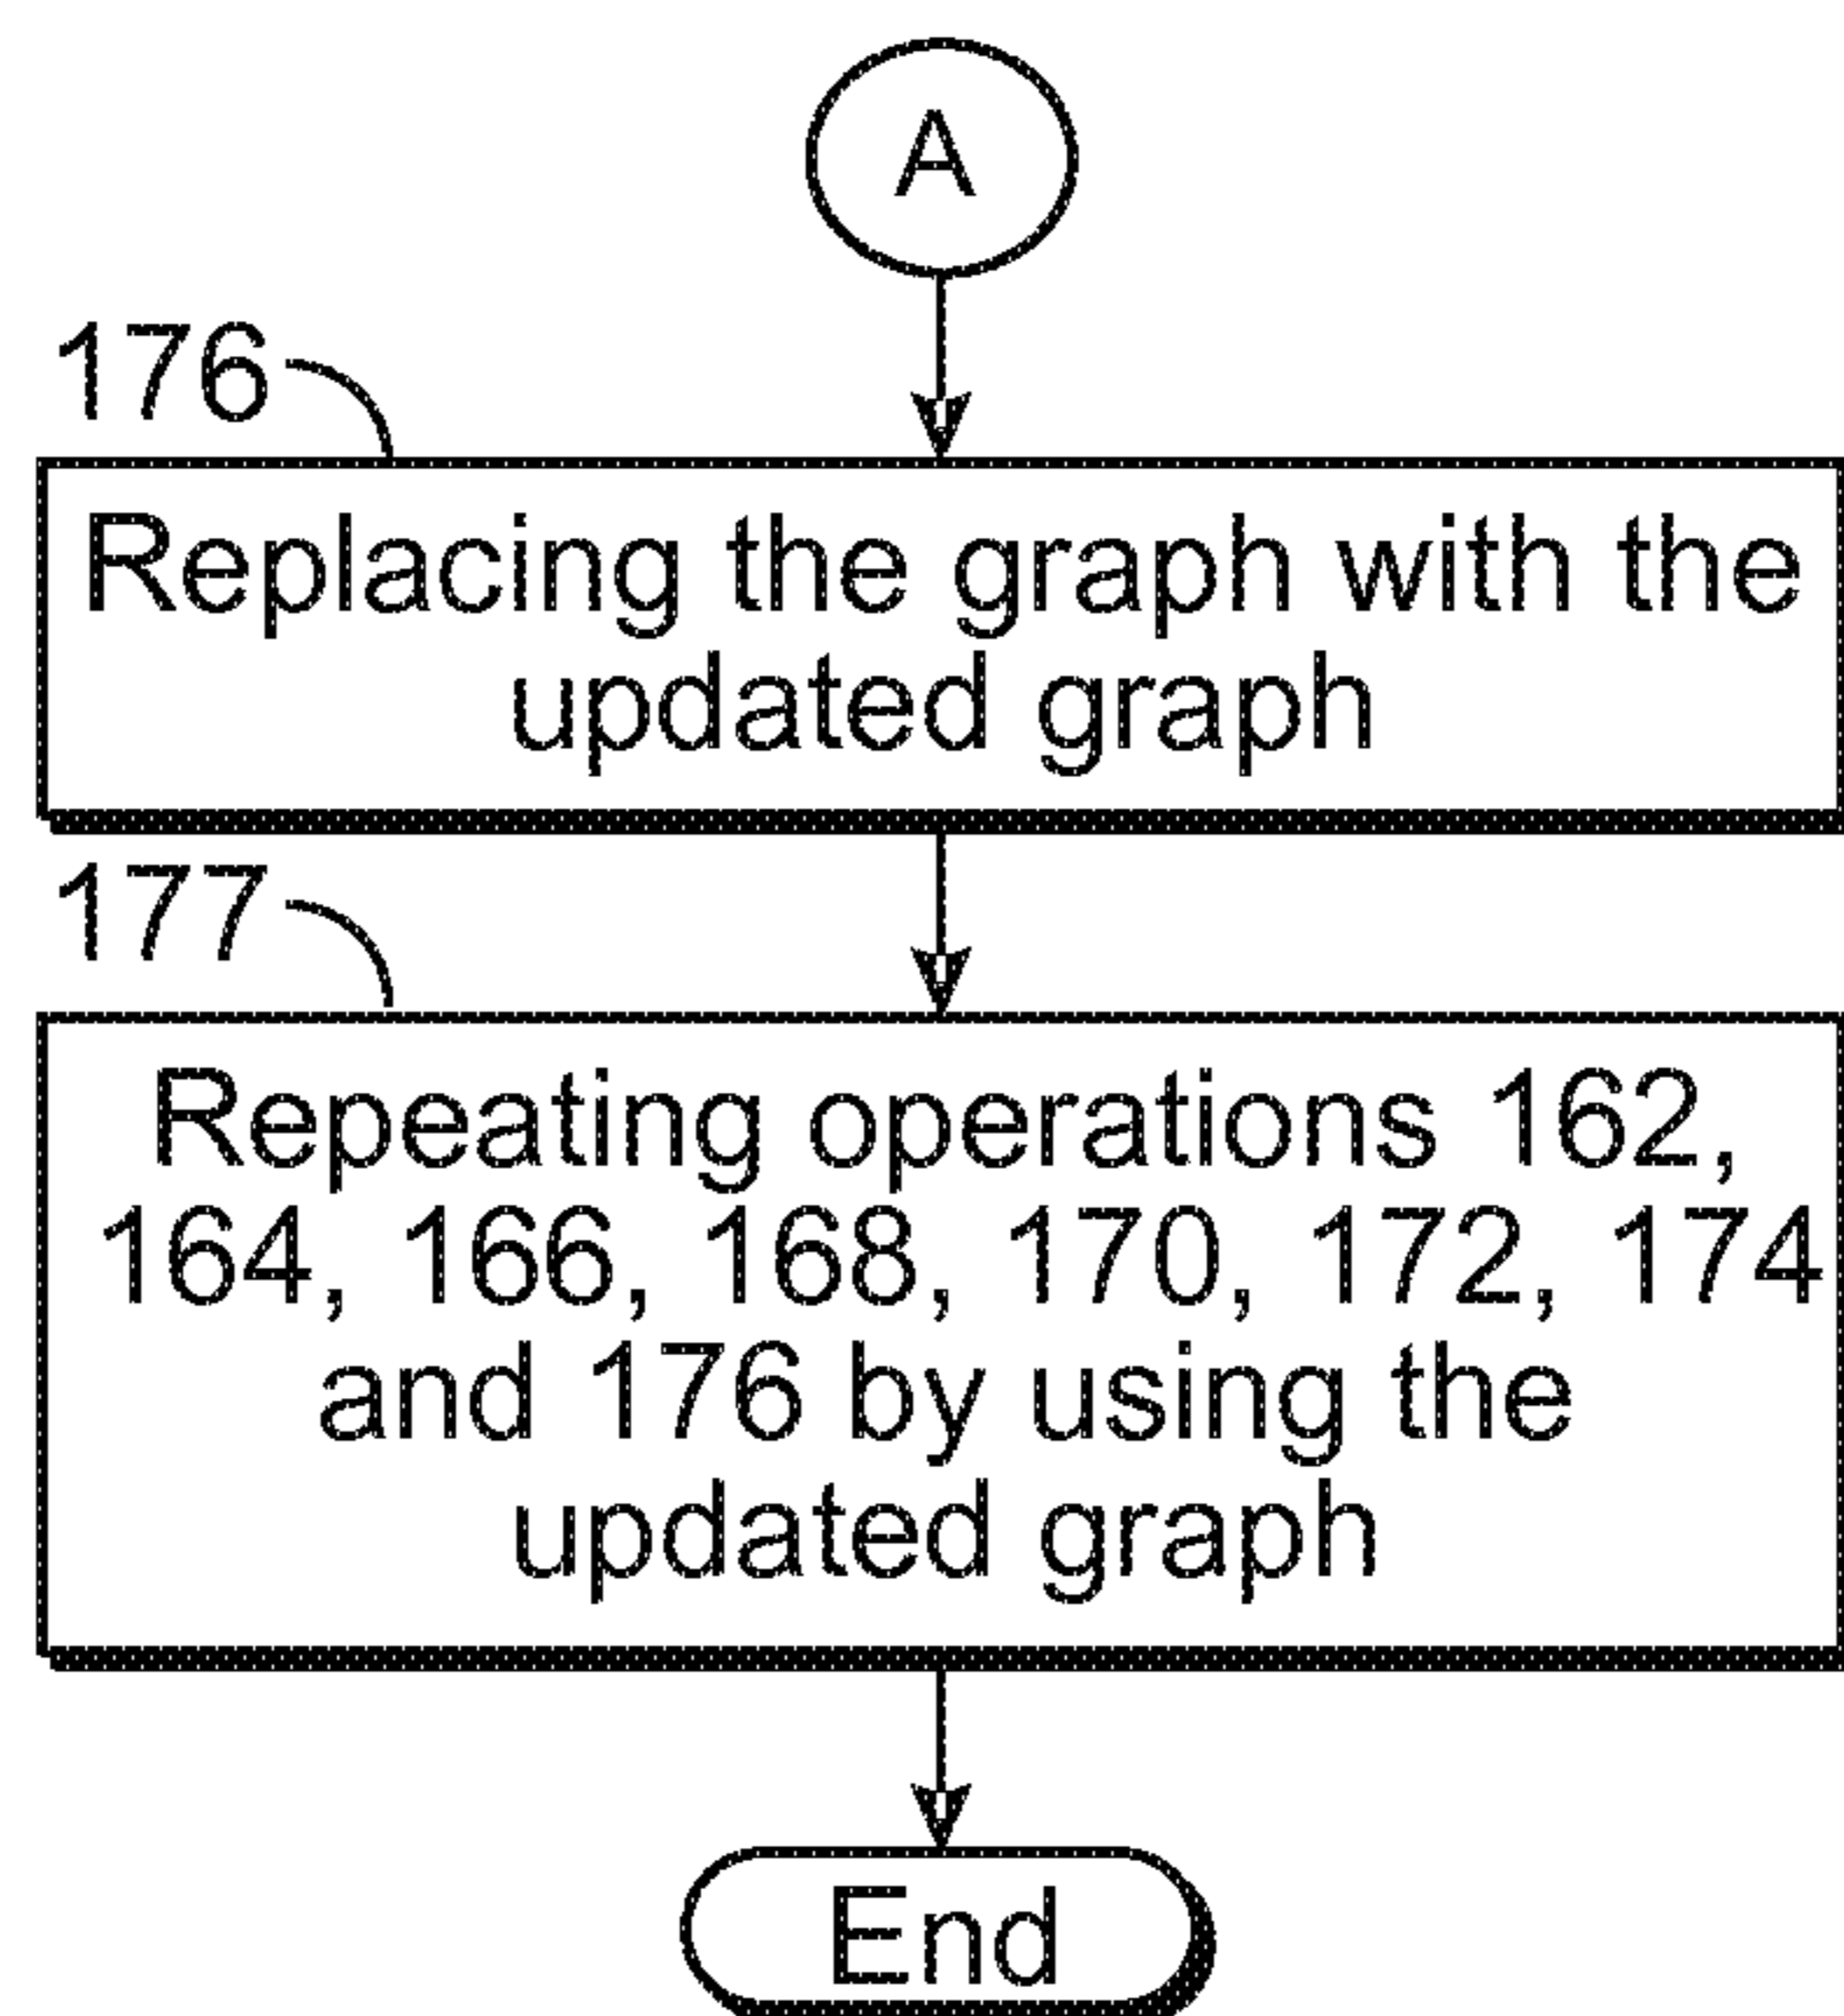 A
176
Replacing the graph with the
updated graph
177
Repeating operations 162,
164, 166, 168, 170, 172, 174
and 176 by using the
updated graph
End